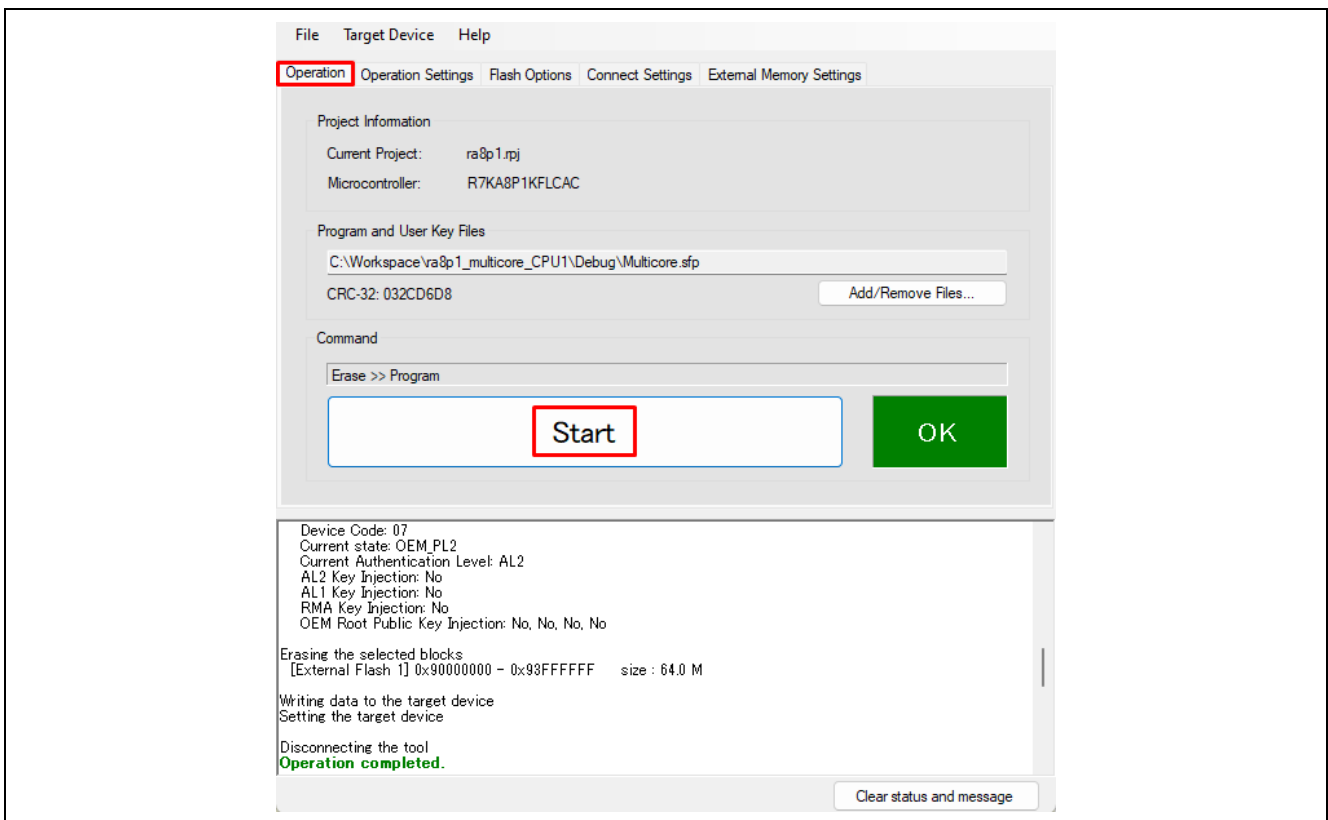 File Target Device Help
Operation Operation Settings Flash Options Connect Settings External Memory Settings
Project Information
Current Project: ra8p1.rpj
Microcontroller: R7KA8P1KFLCAC
Program and User Key Files
C:\Workspace\ra8p1_multicore_CPU1\Debug\Multicore.sfp
CRC-32: 032CD6D8 Add/Remove Files...
Command
Erase >> Program
Start OK
Device Code: 07
Current state: OEM_PL2
Current Authentication Level: AL2
AL2 Key Injection: No
AL1 Key Injection: No
RMA Key Injection: No
OEM Root Public Key Injection: No, No, No, No
Erasing the selected blocks
[External Flash 1] 0x90000000 - 0x93FFFFFF size : 64.0 M
Writing data to the target device
Setting the target device
Disconnecting the tool
Operation completed.
Clear status and message